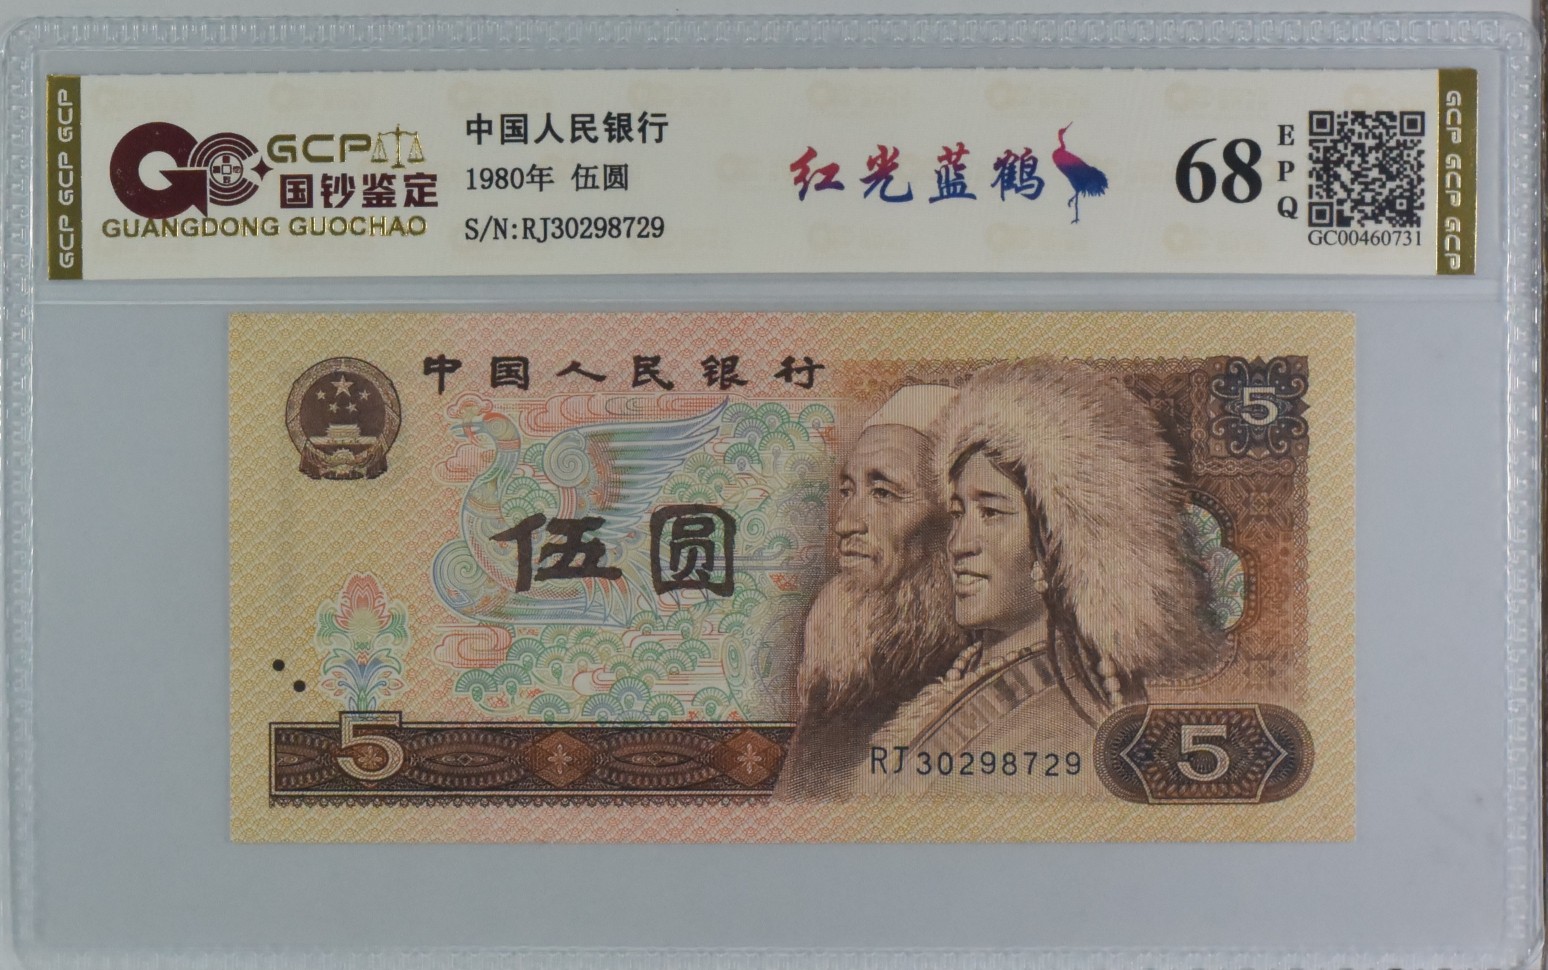 GCP GCP GCP
GCP
国钞鉴定
GUANGDONG GUOCHAO
中国人民银行
1980年 伍圆
S/N:RJ30298729
红光蓝鹤
68
EPQ
GC00460731
GCP GCP GCP
中国人民银行
5
伍圆
5
RJ30298729
5